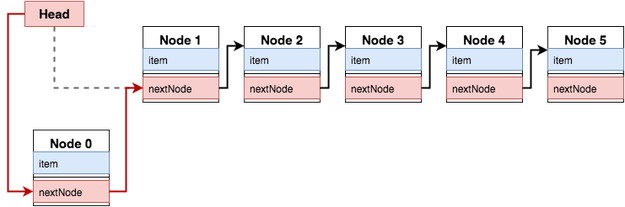 Head
Node 1
item
nextNode
Node 2
item
nextNode
Node 3
item
nextNode
Node 4
item
nextNode
Node 5
item
nextNode
Node 0
item
nextNode